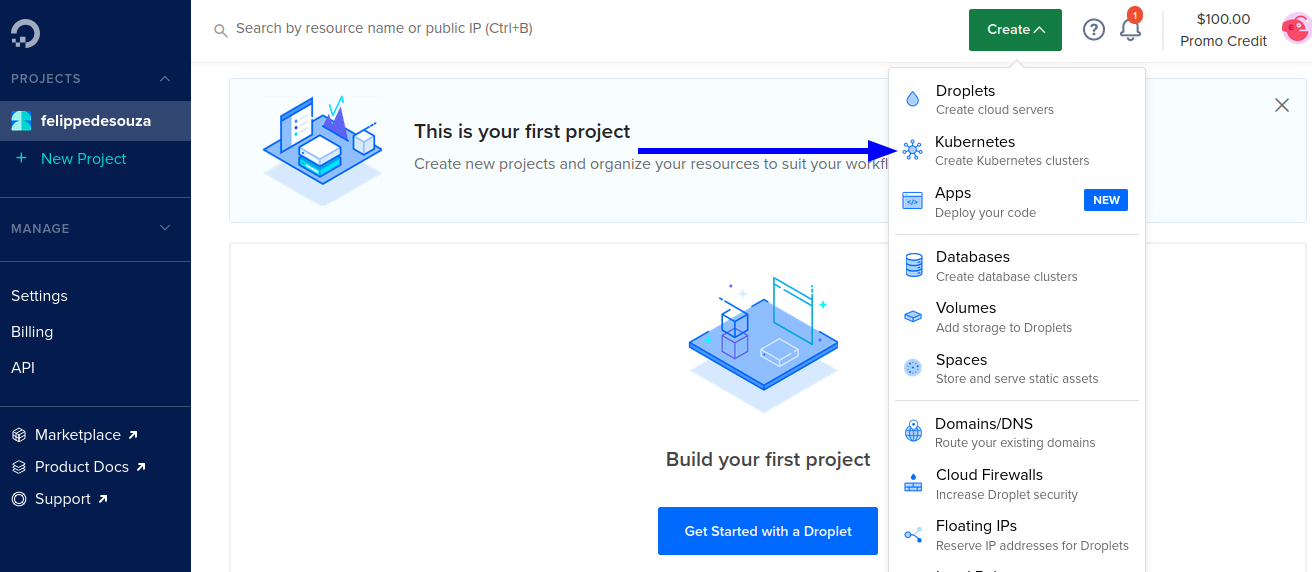 Search by resource name or public IP (Ctrl+B)
Create
1
$100.00
Promo Credit
PROJECTS
felippedesouza
New Project
MANAGE
Settings
Billing
API
Marketplace
Product Docs
Support
This is your first project
Create new projects and organize your resources to suit your
Build your first project
Get Started with a Droplet
Droplets
Create cloud servers
Kubernetes
Create Kubernetes clusters
Apps
Deploy your code
NEW
Databases
Create database clusters
Volumes
Add storage to Droplets
Spaces
Store and serve static assets
Domains/DNS
Route your existing domains
Cloud Firewalls
Increase Droplet security
Floating IPs
Reserve IP addresses for Droplets